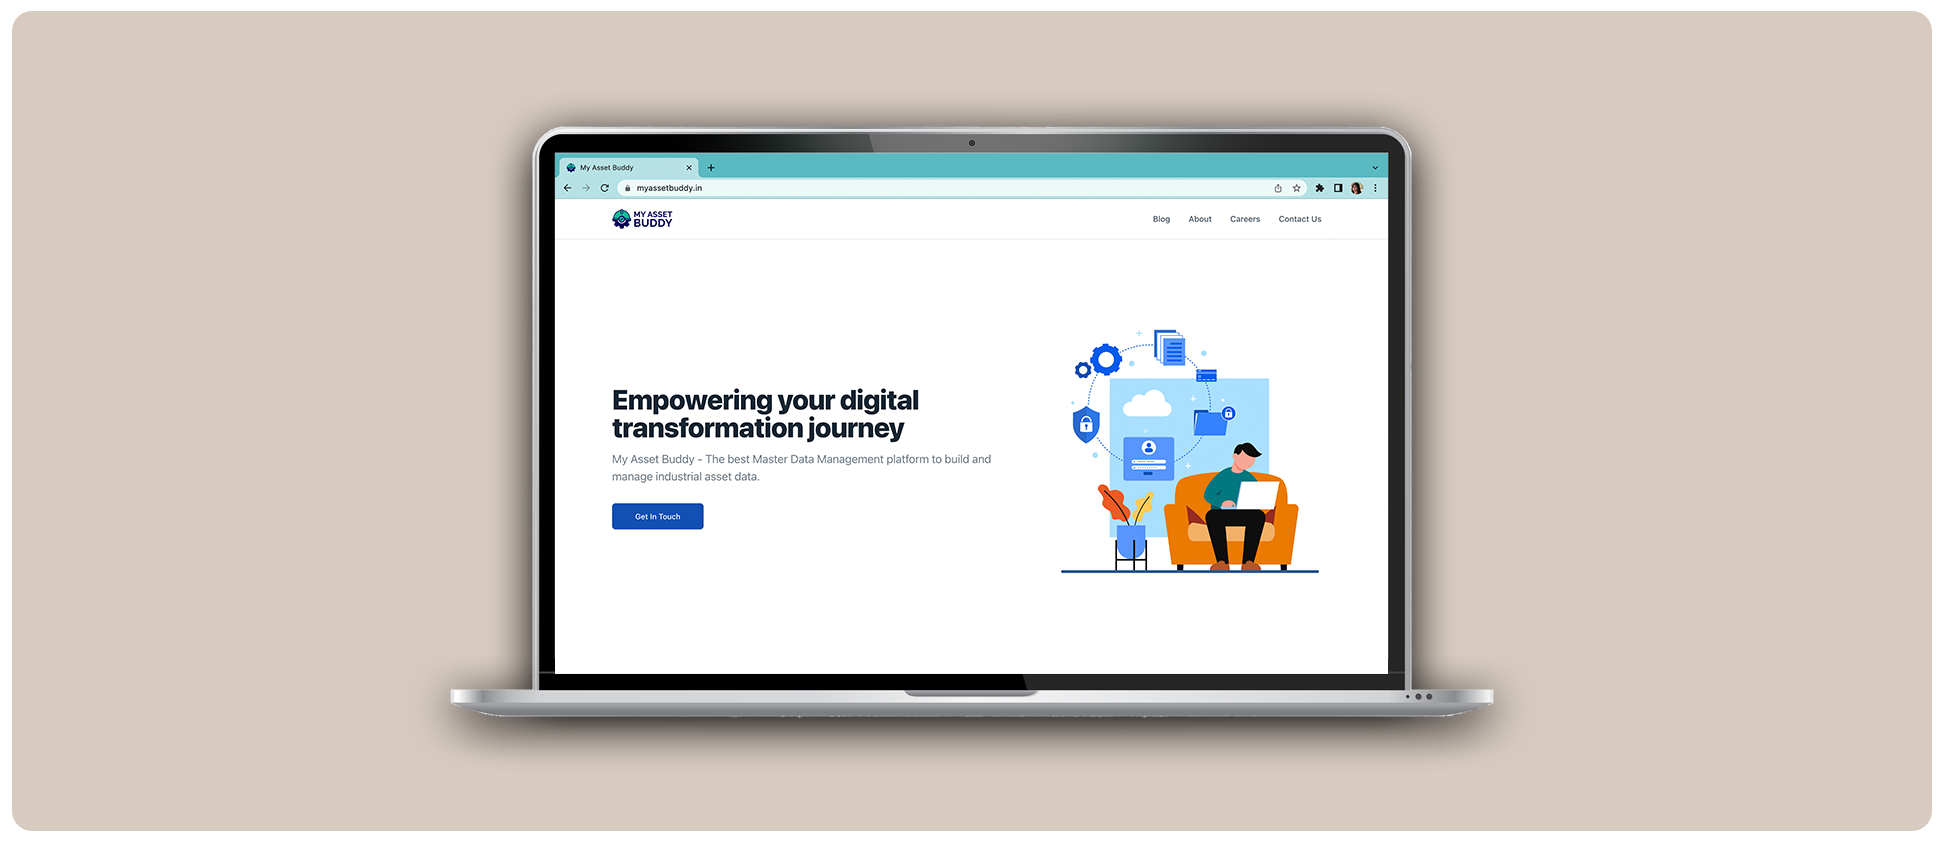 My Asset Buddy
myassetbuddy.in
MY ASSET
BUDDY
Blog About Careers Contact Us
Empowering your digital
transformation journey
My Asset Buddy - The best Master Data Management platform to build and
manage industrial asset data.
Get In Touch